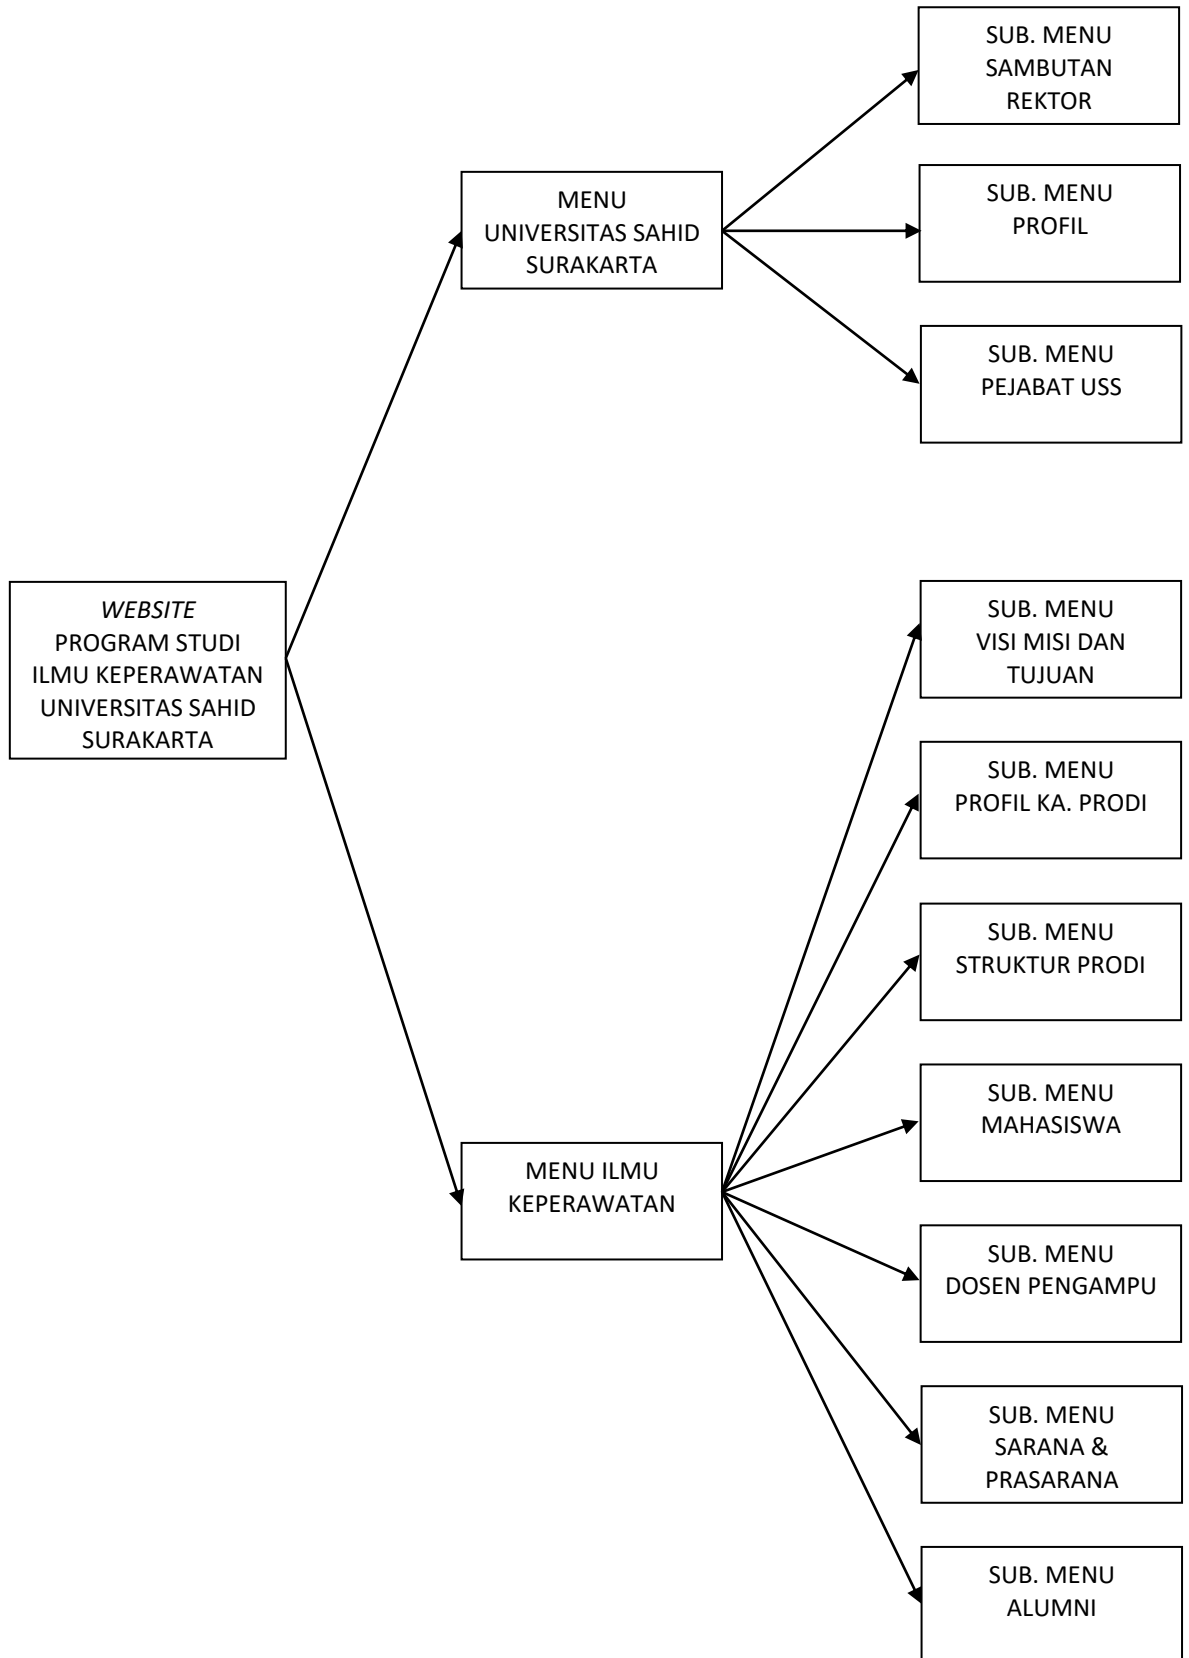 SUB. MENU
SAMBUTAN
REKTOR
MENU
UNIVERSITAS SAHID
SURAKARTA
SUB. MENU
PROFIL
SUB. MENU
PEJABAT USS
WEBSITE
PROGRAM STUDI
ILMU KEPERAWATAN
UNIVERSITAS SAHID
SURAKARTA
SUB. MENU
VISI MISI DAN
TUJUAN
SUB. MENU
PROFIL KA. PRODI
SUB. MENU
STRUKTUR PRODI
SUB. MENU
MAHASISWA
MENU ILMU
KEPERAWATAN
SUB. MENU
DOSEN PENGAMPU
SUB. MENU
SARANA &
PRASARANA
SUB. MENU
ALUMNI